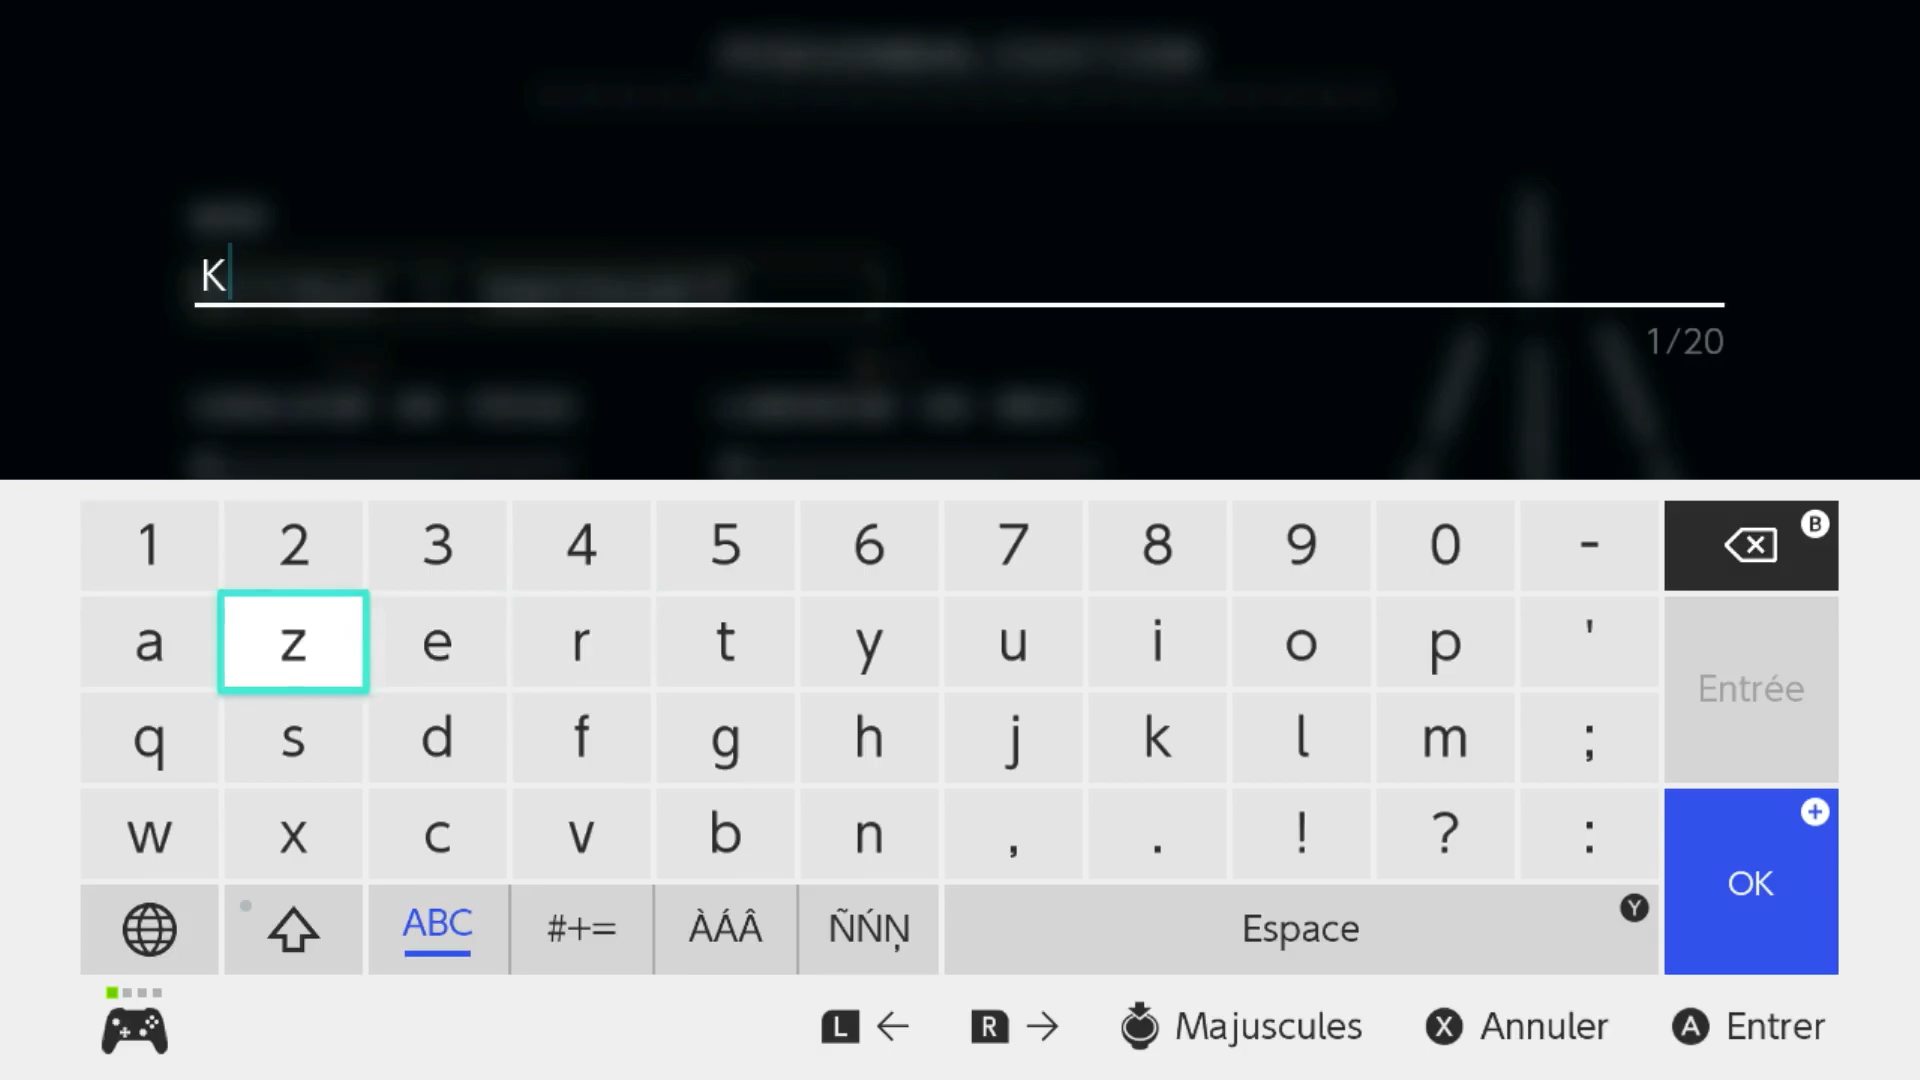 K
1/20
1 2 3 4 5 6 7 8 9 0 - B
a z e r t y u i o p '
Entrée
q s d f g h j k l m ;
w x c v b n , . ! ? :
OK
ABC #+= ÀÁÂ ÑŃŅ Espace Y
L ← R → Majuscules X Annuler A Entrer